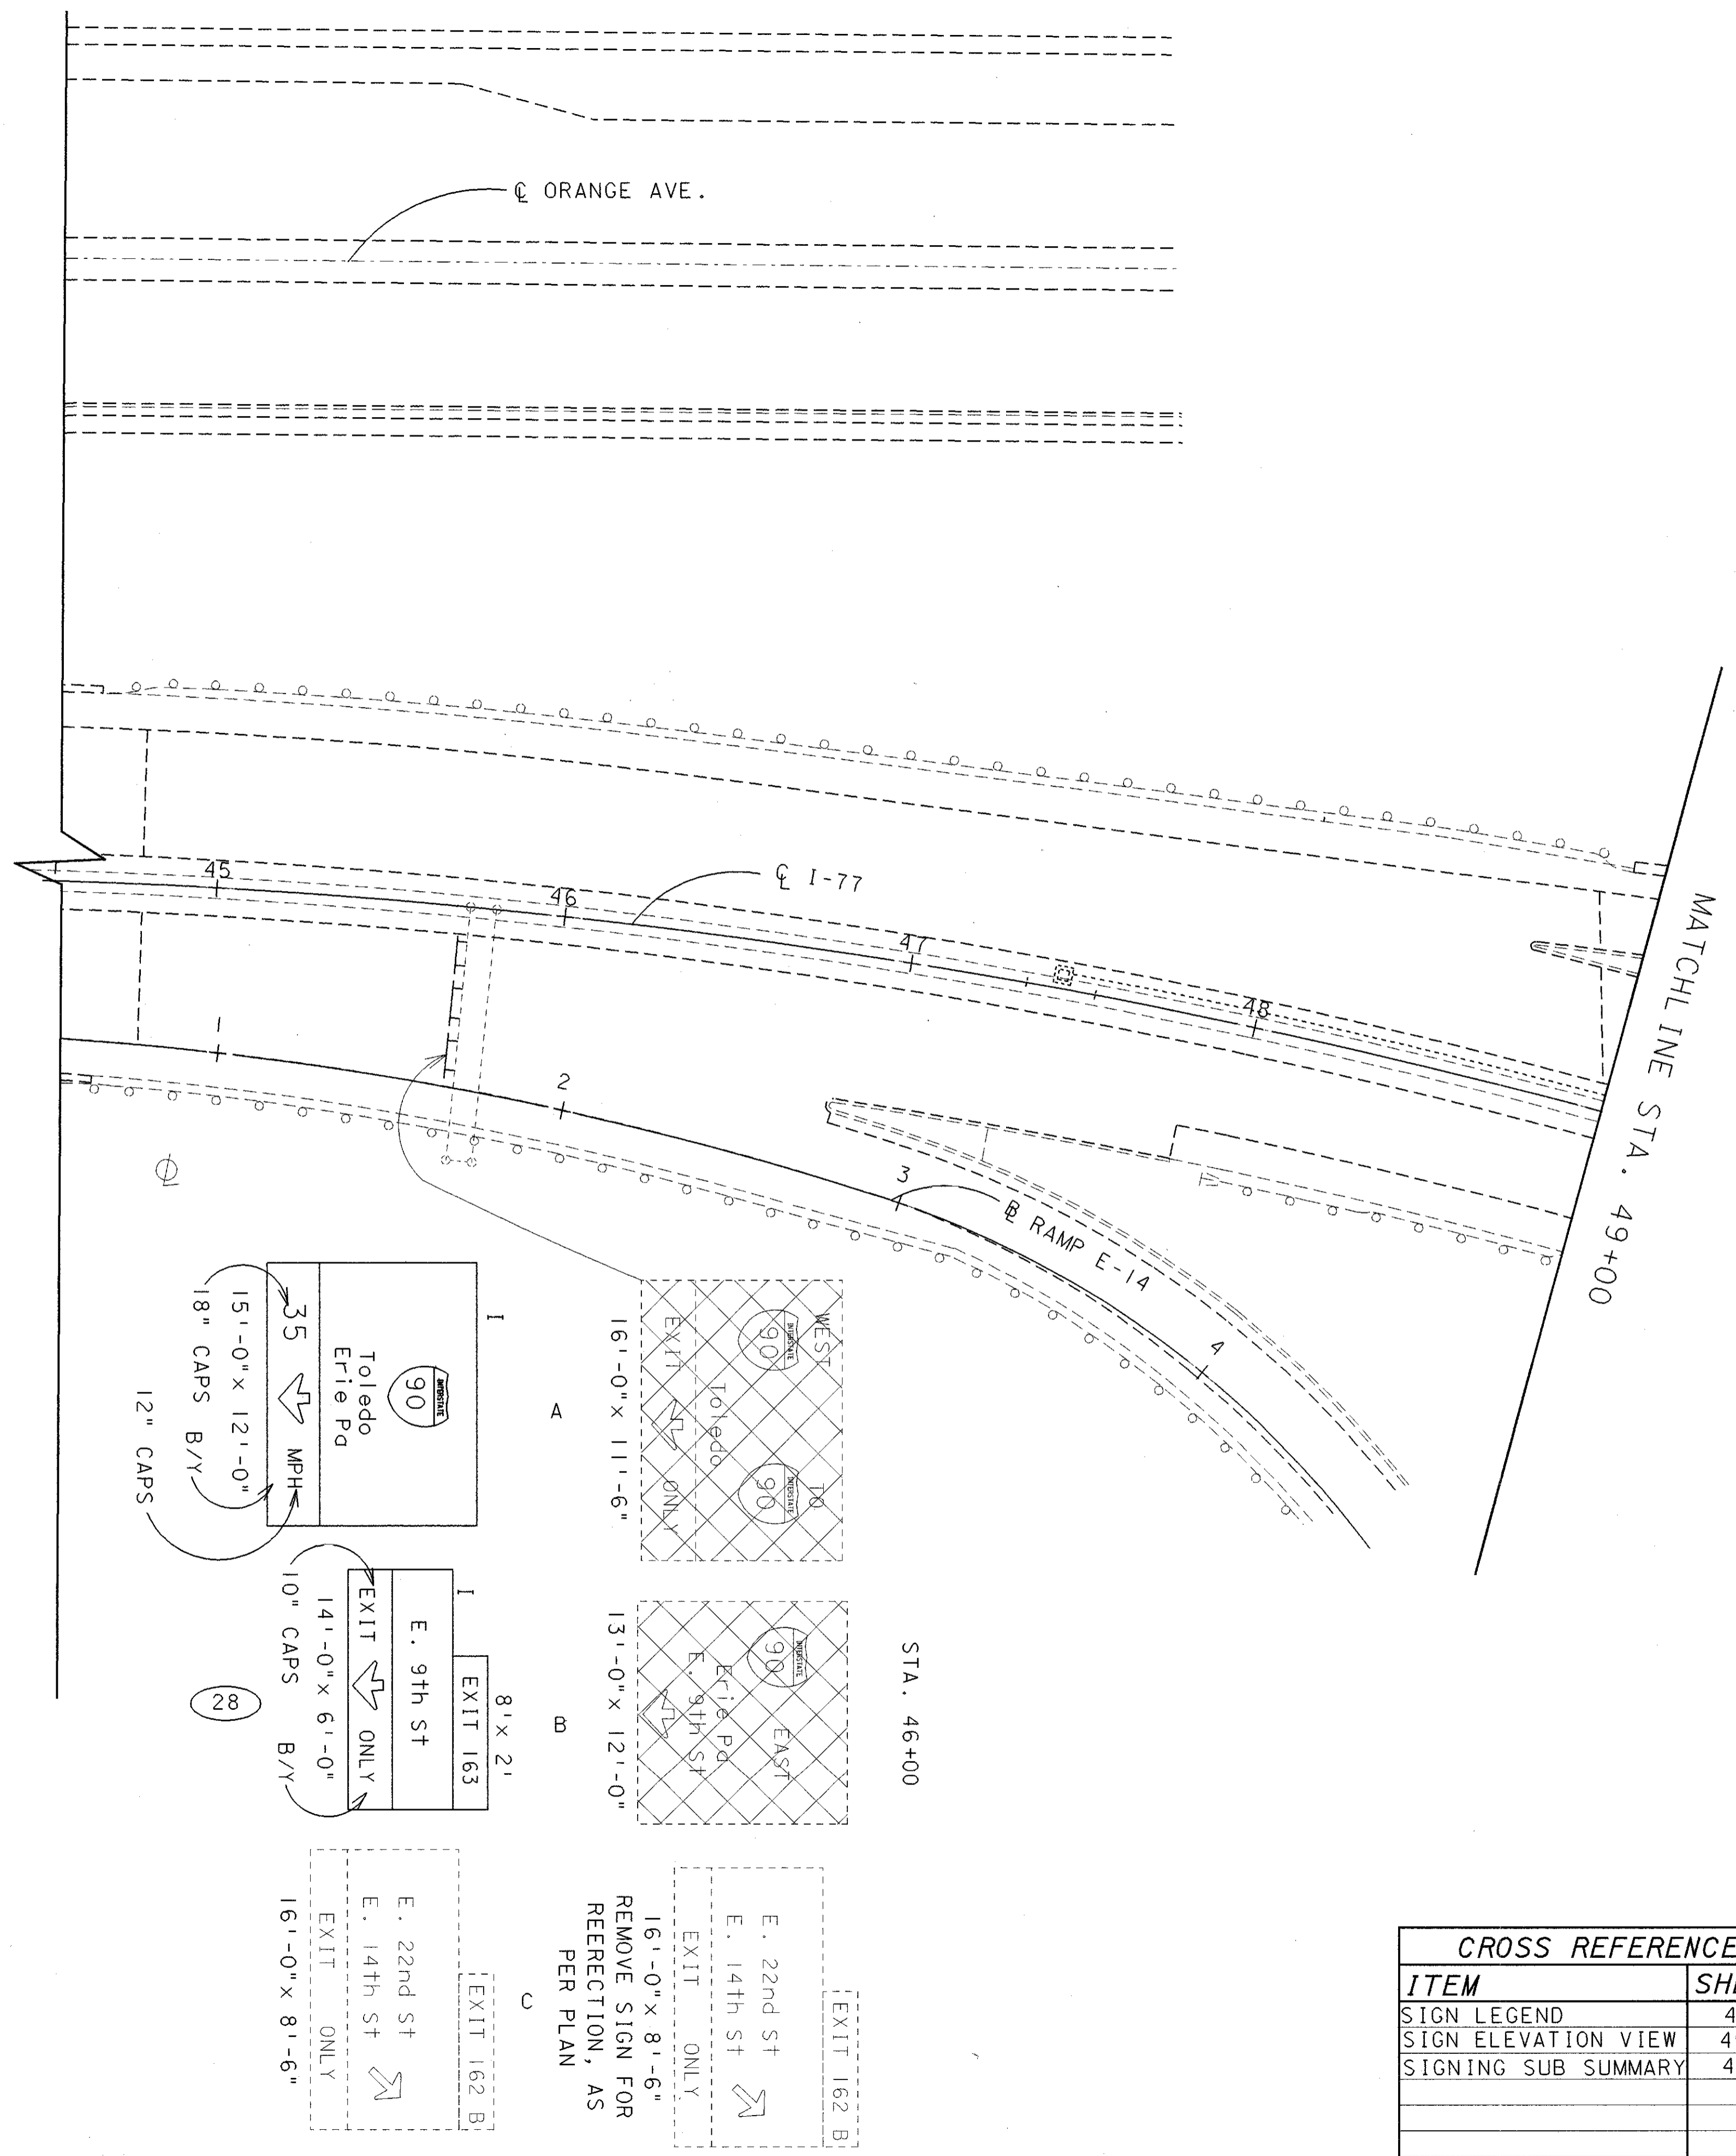 ℄ ORANGE AVE.
45
46
℄ I-77
47
48
MATCHLINE STA. 49+00
2
3
℄ RAMP E-14
4
STA. 46+00
WEST TO
INTERSTATE 90
INTERSTATE 90
Toledo
EXIT ONLY
16'-0" x 11'-6"
A
I
INTERSTATE 90
Toledo
Erie Pa
35 MPH
15'-0" x 12'-0"
18" CAPS B/Y
12" CAPS
INTERSTATE 90 EAST
Erie Pa
E. 9th St
13'-0" x 12'-0"
B
8' x 2'
I
EXIT 163
E. 9th St
EXIT ONLY
14'-0" x 6'-0"
10" CAPS B/Y
28
EXIT 162 B
E. 22nd St
E. 14th St
EXIT ONLY
16'-0" x 8'-6"
REMOVE SIGN FOR
REERECTION, AS
PER PLAN
C
EXIT 162 B
E. 22nd St
E. 14th St
EXIT ONLY
16'-0" x 8'-6"
CROSS REFERENCE
ITEM
SIGN LEGEND
SIGN ELEVATION VIEW
SIGNING SUB SUMMARY